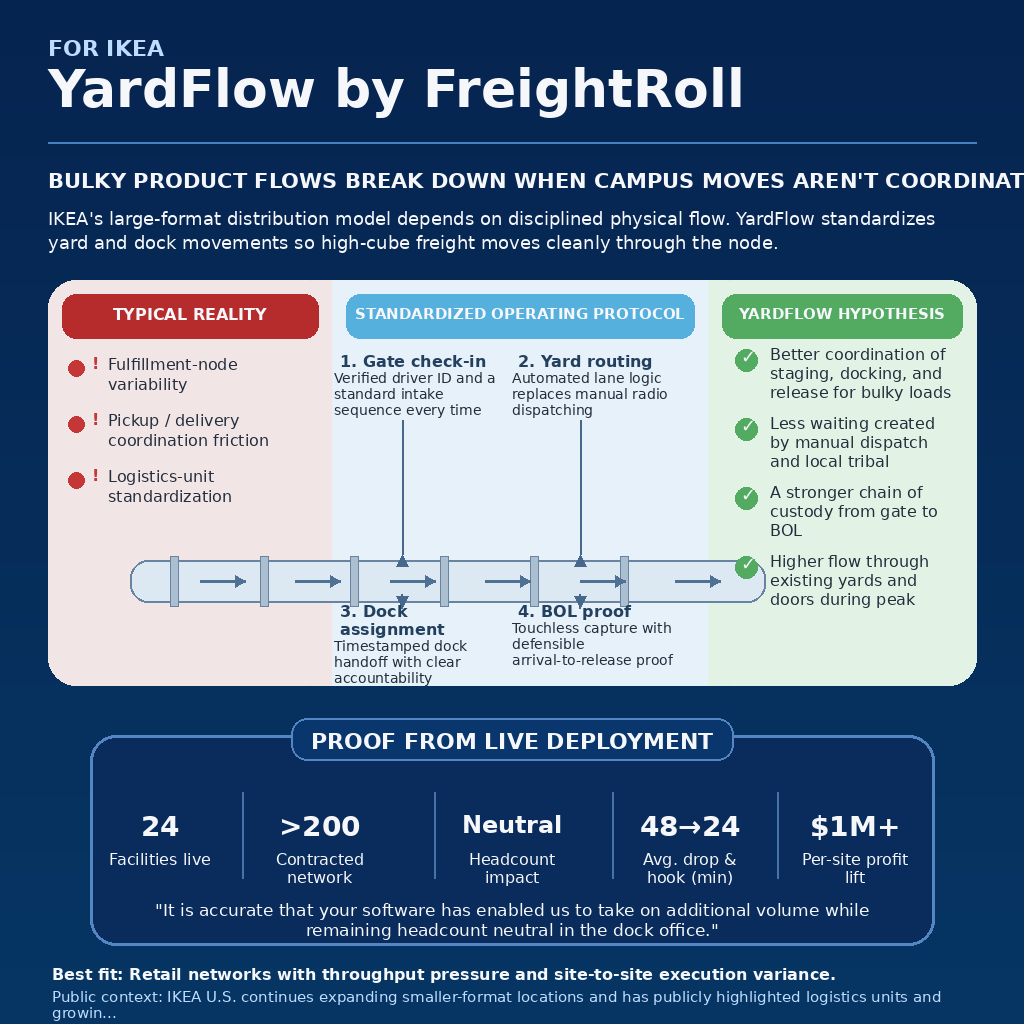 FOR IKEA
YardFlow by FreightRoll
BULKY PRODUCT FLOWS BREAK DOWN WHEN CAMPUS MOVES AREN'T COORDINAT
IKEA's large-format distribution model depends on disciplined physical flow. YardFlow standardizes
yard and dock movements so high-cube freight moves cleanly through the node.
TYPICAL REALITY
! Fulfillment-node
variability
! Pickup / delivery
coordination friction
! Logistics-unit
standardization
STANDARDIZED OPERATING PROTOCOL
1. Gate check-in
Verified driver ID and a
standard intake
sequence every time
2. Yard routing
Automated lane logic
replaces manual radio
dispatching
3. Dock
assignment
Timestamped dock
handoff with clear
accountability
4. BOL proof
Touchless capture with
defensible
arrival-to-release proof
YARDFLOW HYPOTHESIS
✓ Better coordination of
staging, docking, and
release for bulky loads
✓ Less waiting created
by manual dispatch
and local tribal
✓ A stronger chain of
custody from gate to
BOL
✓ Higher flow through
existing yards and
doors during peak
PROOF FROM LIVE DEPLOYMENT
24
Facilities live
>200
Contracted
network
Neutral
Headcount
impact
48→24
Avg. drop &
hook (min)
$1M+
Per-site profit
lift
"It is accurate that your software has enabled us to take on additional volume while
remaining headcount neutral in the dock office."
Best fit: Retail networks with throughput pressure and site-to-site execution variance.
Public context: IKEA U.S. continues expanding smaller-format locations and has publicly highlighted logistics units and
growin...